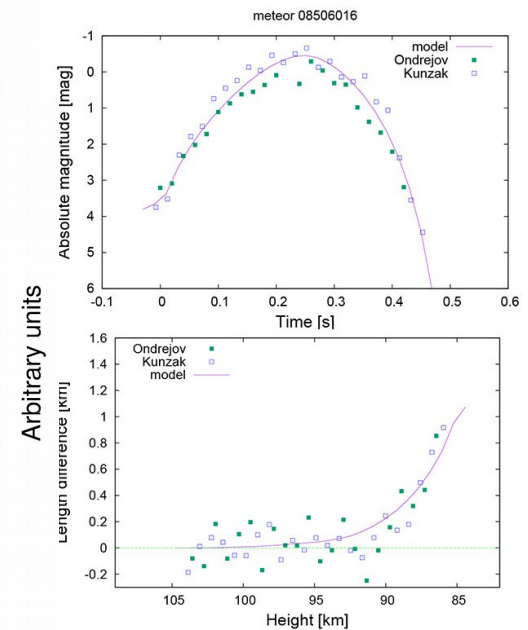 meteor 08506016
-1
0
1
2
3
4
5
6
Absolute magnitude [mag]
model
Ondrejov
Kunzak
-0.1 0 0.1 0.2 0.3 0.4 0.5 0.6
Time [s]
Arbitrary units
1.6
1.4
1.2
1
0.8
0.6
0.4
0.2
0
-0.2
Length difference [km]
Ondrejov
Kunzak
model
105 100 95 90 85
Height [km]